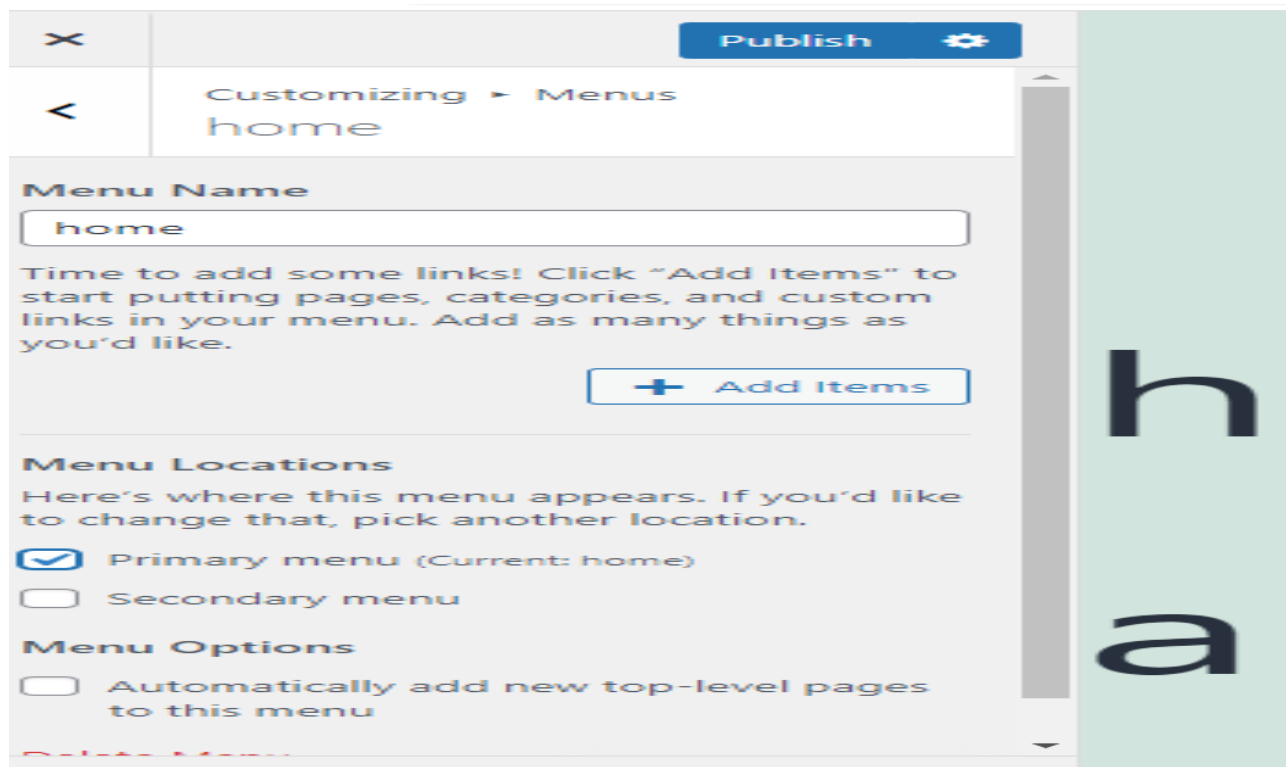 Publish
Customizing ► Menus
home
Menu Name
home
Time to add some links! Click “Add Items” to
start putting pages, categories, and custom
links in your menu. Add as many things as
you’d like.
Add Items
Menu Locations
Here’s where this menu appears. If you’d like
to change that, pick another location.
Primary menu (Current: home)
Secondary menu
Menu Options
Automatically add new top-level pages
to this menu
Delete Menu
h
a